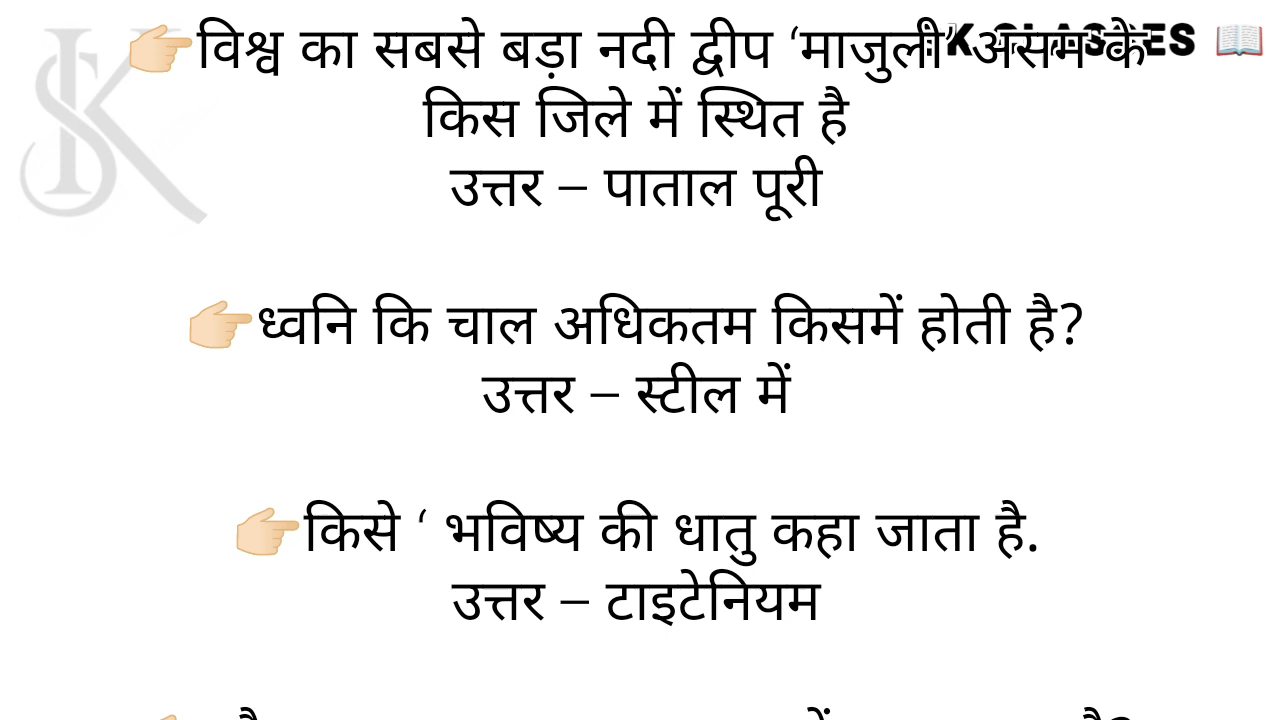 👉🏻विश्व का सबसे बड़ा नदी द्वीप ‘माजुली’ असम के
किस जिले में स्थित है
उत्तर – पाताल पूरी
👉🏻ध्वनि कि चाल अधिकतम किसमें होती है?
उत्तर – स्टील में
👉🏻किसे ‘ भविष्य की धातु कहा जाता है.
उत्तर – टाइटेनियम